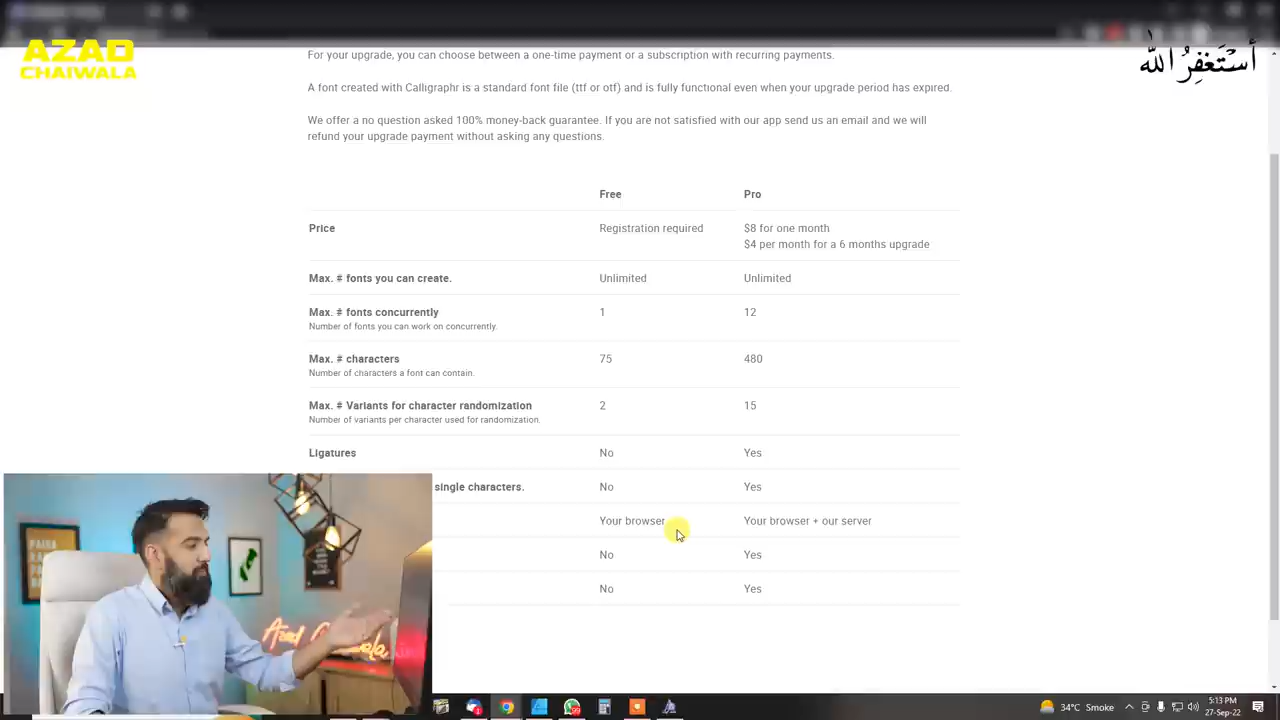 AZAD
CHAIWALA
أستغفر الله
For your upgrade, you can choose between a one-time payment or a subscription with recurring payments.
A font created with Calligraphr is a standard font file (ttf or otf) and is fully functional even when your upgrade period has expired.
We offer a no question asked 100% money-back guarantee. If you are not satisfied with our app send us an email and we will
refund your upgrade payment without asking any questions.
Free Pro
Price Registration required $8 for one month
$4 per month for a 6 months upgrade
Max. # fonts you can create. Unlimited Unlimited
Max. # fonts concurrently 1 12
Number of fonts you can work on concurrently.
Max. # characters 75 480
Number of characters a font can contain.
Max. # Variants for character randomization 2 15
Number of variants per character used for randomization.
Ligatures No Yes
single characters. No Yes
Your browser Your browser + our server
No Yes
No Yes
Azad Chaiwala
34°C Smoke
5:13 PM
27-Sep-22